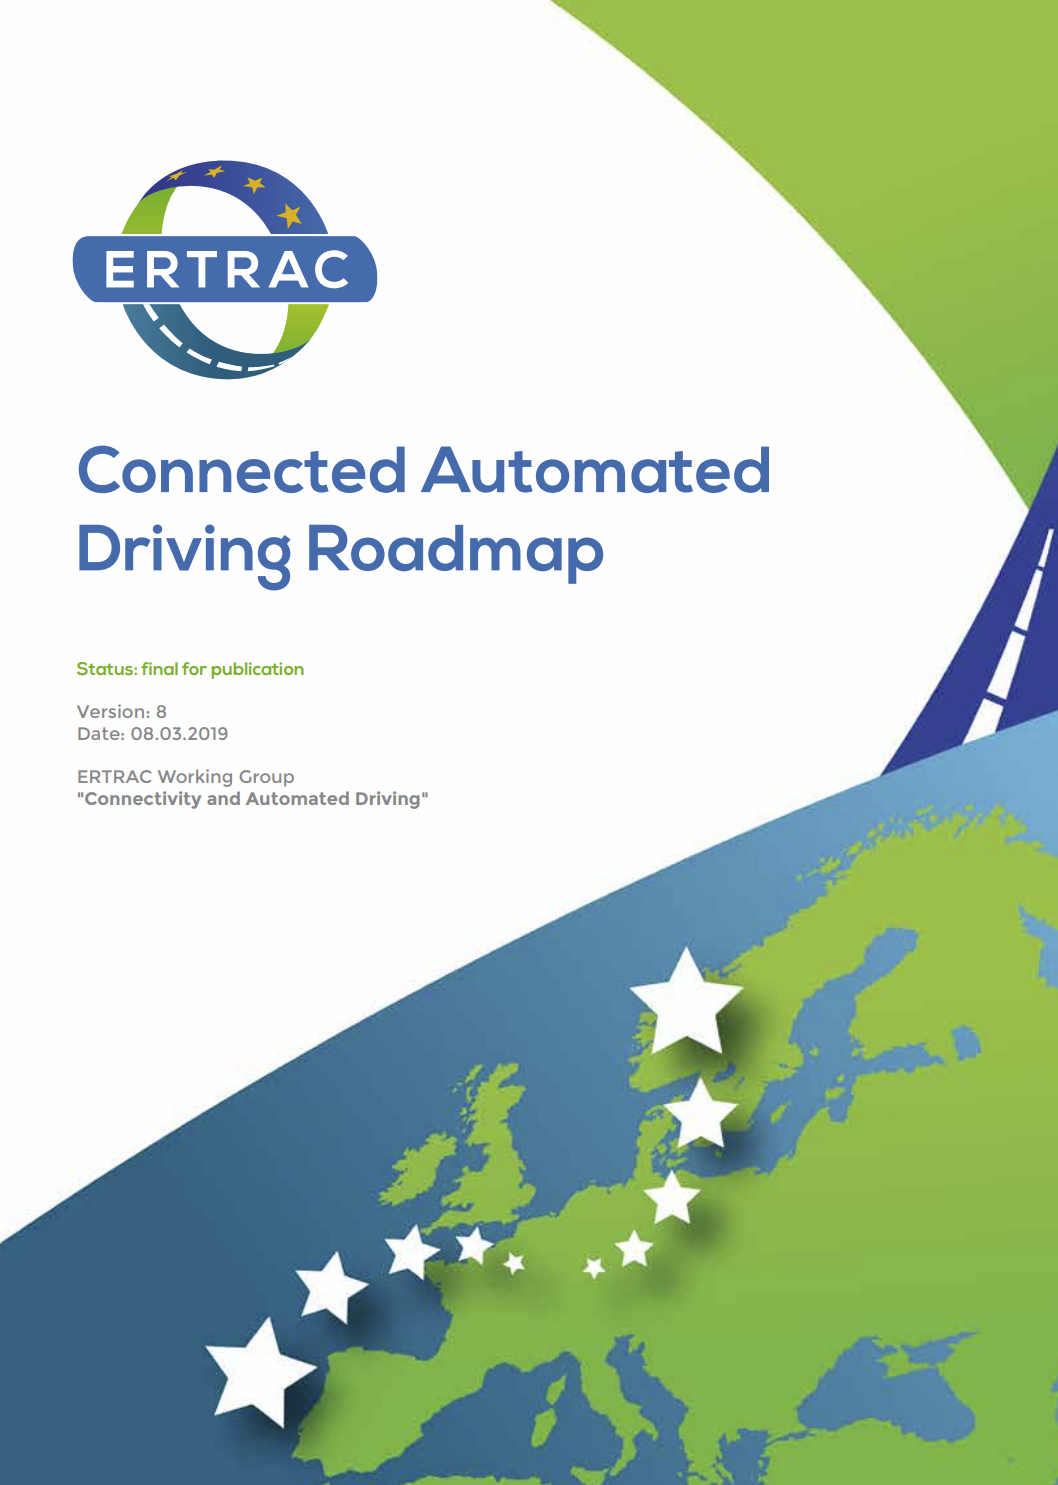 ERTRAC
Connected Automated
Driving Roadmap
Status: final for publication
Version: 8
Date: 08.03.2019
ERTRAC Working Group
"Connectivity and Automated Driving"